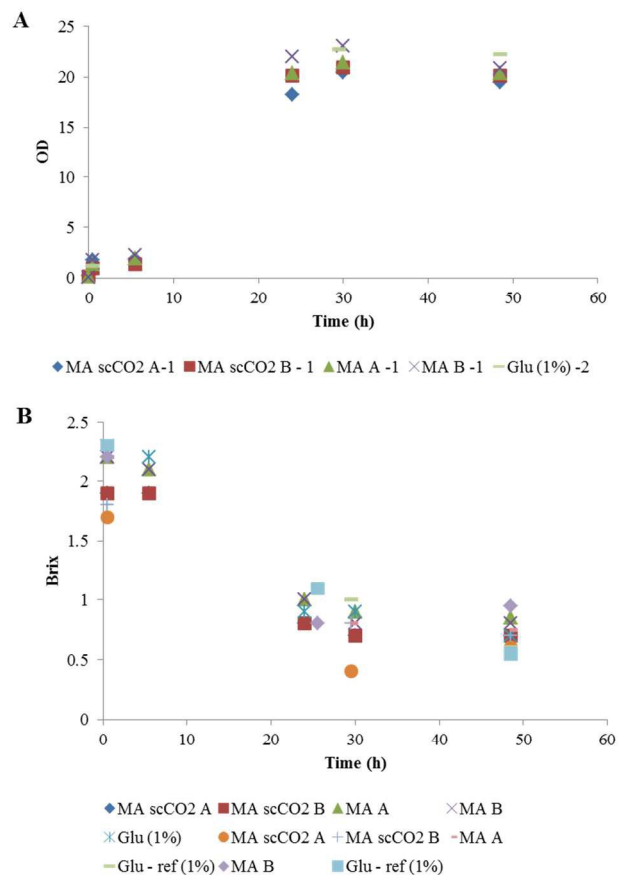 A
25
20
15
10
5
0
OD
0 10 20 30 40 50 60
Time (h)
MA scCO2 A-1 MA scCO2 B - 1 MA A -1 MA B -1 Glu (1%) -2
B
2.5
2
1.5
1
0.5
0
Brix
0 10 20 30 40 50 60
Time (h)
MA scCO2 A MA scCO2 B MA A MA B
Glu (1%) MA scCO2 A MA scCO2 B MA A
Glu - ref (1%) MA B Glu - ref (1%)